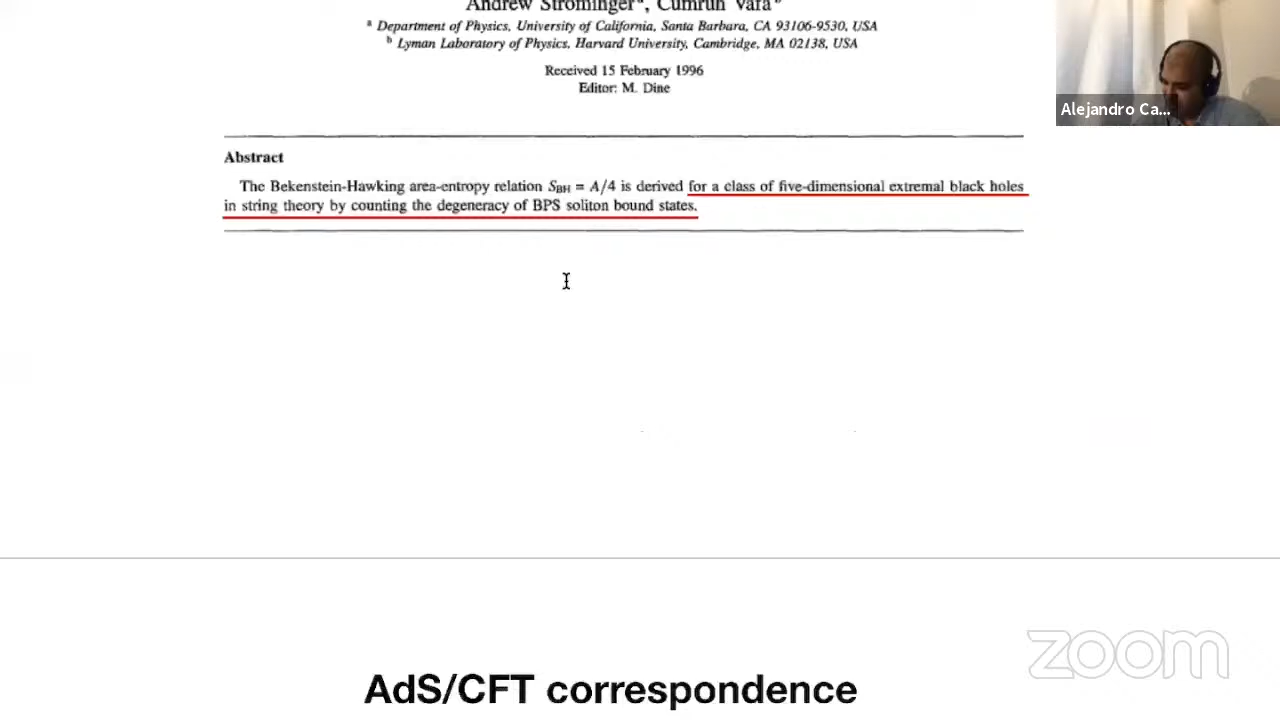 Andrew Strominger a, Cumrun Vafa b
a Department of Physics, University of California, Santa Barbara, CA 93106-9530, USA
b Lyman Laboratory of Physics, Harvard University, Cambridge, MA 02138, USA
Received 15 February 1996
Editor: M. Dine
Alejandro Ca...
Abstract
The Bekenstein-Hawking area-entropy relation SBH = A/4 is derived for a class of five-dimensional extremal black holes
in string theory by counting the degeneracy of BPS soliton bound states.
zoom
AdS/CFT correspondence